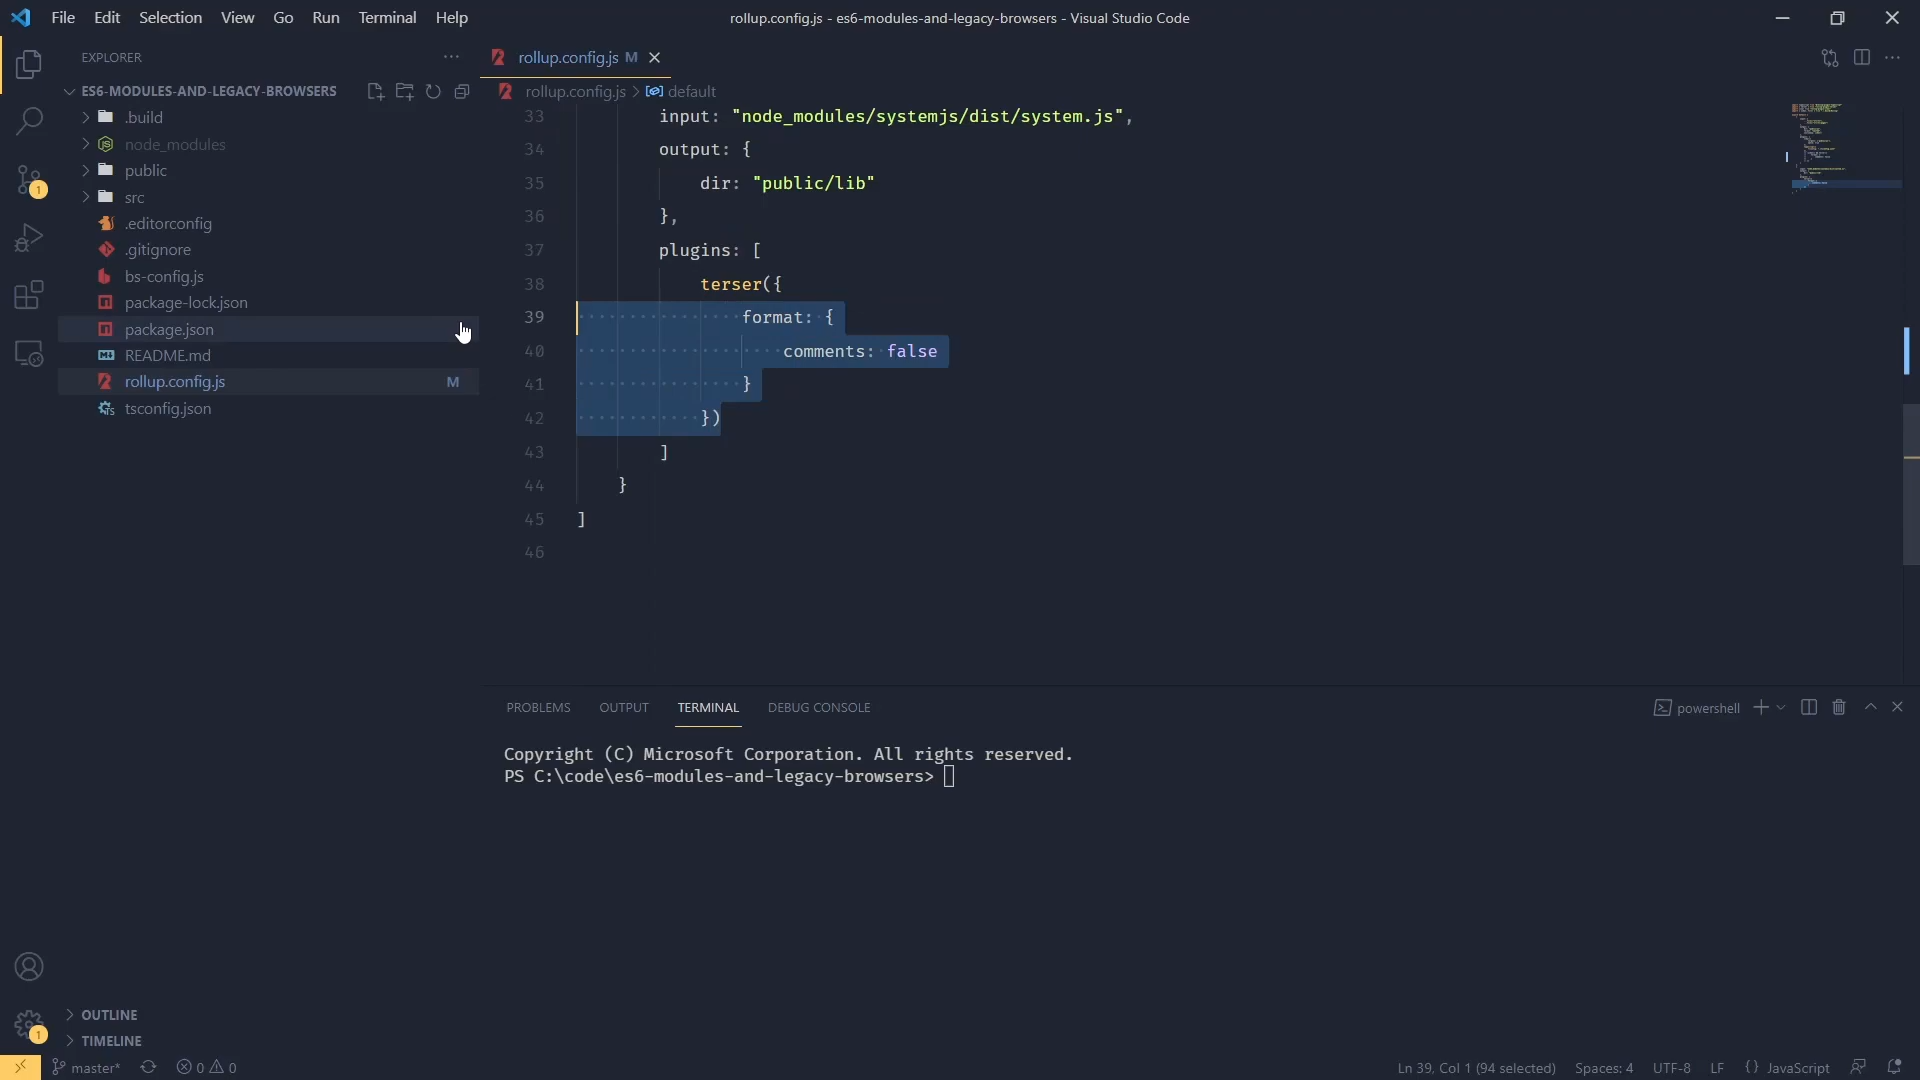 File Edit Selection View Go Run Terminal Help
rollup.config.js - es6-modules-and-legacy-browsers - Visual Studio Code
EXPLORER
ES6-MODULES-AND-LEGACY-BROWSERS
.build
node_modules
public
src
.editorconfig
.gitignore
bs-config.js
package-lock.json
package.json
README.md
rollup.config.js M
tsconfig.json
OUTLINE
TIMELINE
rollup.config.js M
rollup.config.js > default
33 input: "node_modules/systemjs/dist/system.js",
34 output: {
35 dir: "public/lib"
36 },
37 plugins: [
38 terser({
39 format: {
40 comments: false
41 }
42 })
43 ]
44 }
45 ]
46
PROBLEMS OUTPUT TERMINAL DEBUG CONSOLE
powershell
Copyright (C) Microsoft Corporation. All rights reserved.
PS C:\code\es6-modules-and-legacy-browsers>
1
1
master* 0 0
Ln 39, Col 1 (94 selected) Spaces: 4 UTF-8 LF {} JavaScript